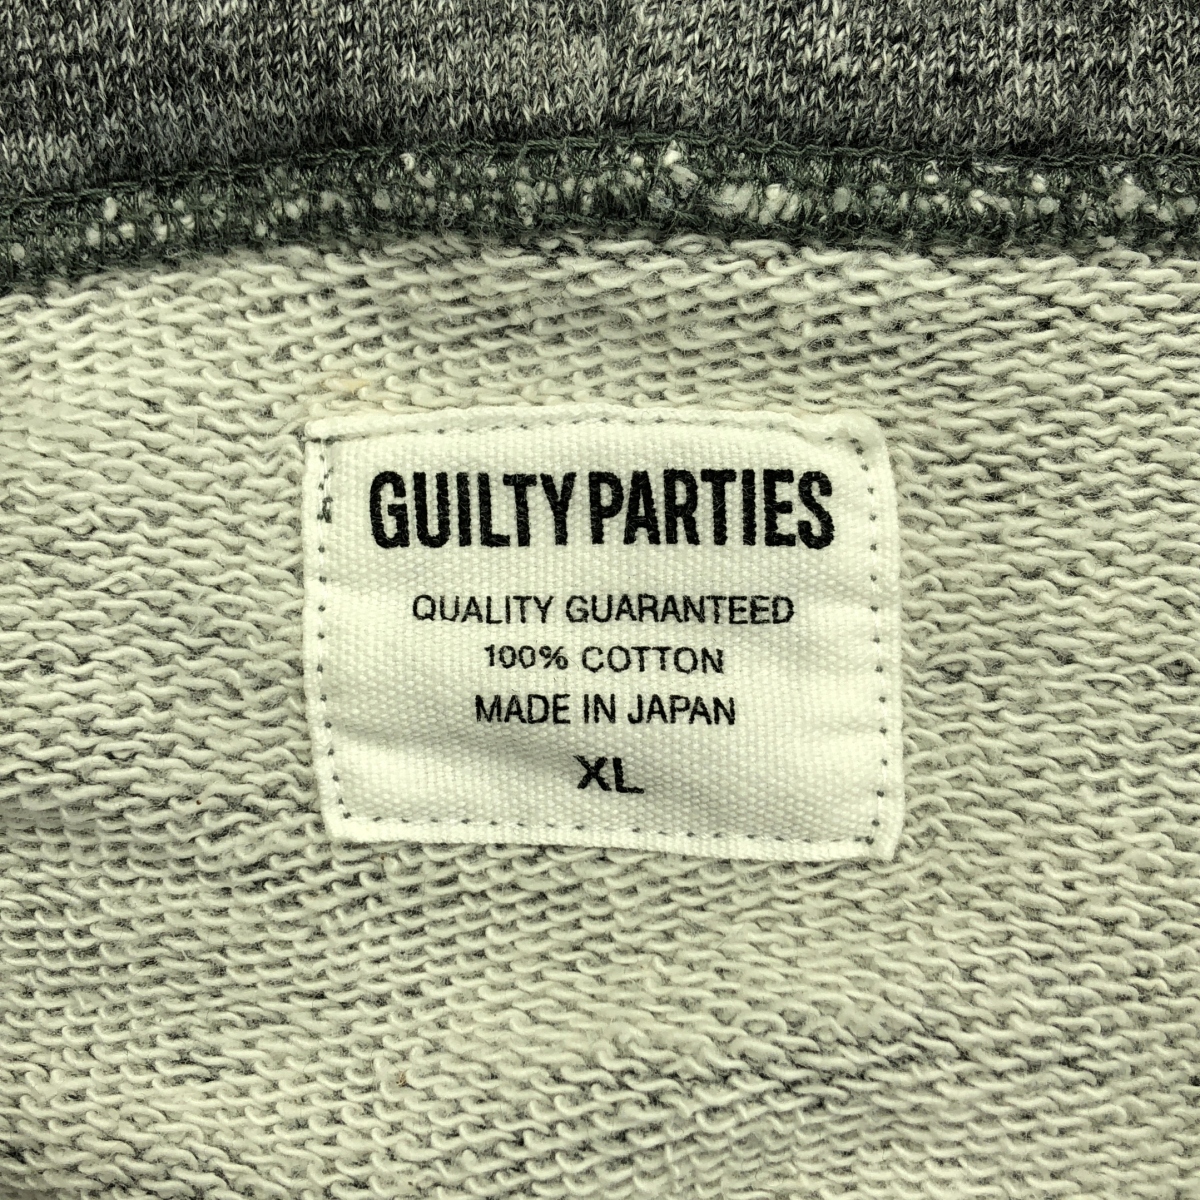 GUILTY PARTIES
QUALITY GUARANTEED
100% COTTON
MADE IN JAPAN
XL